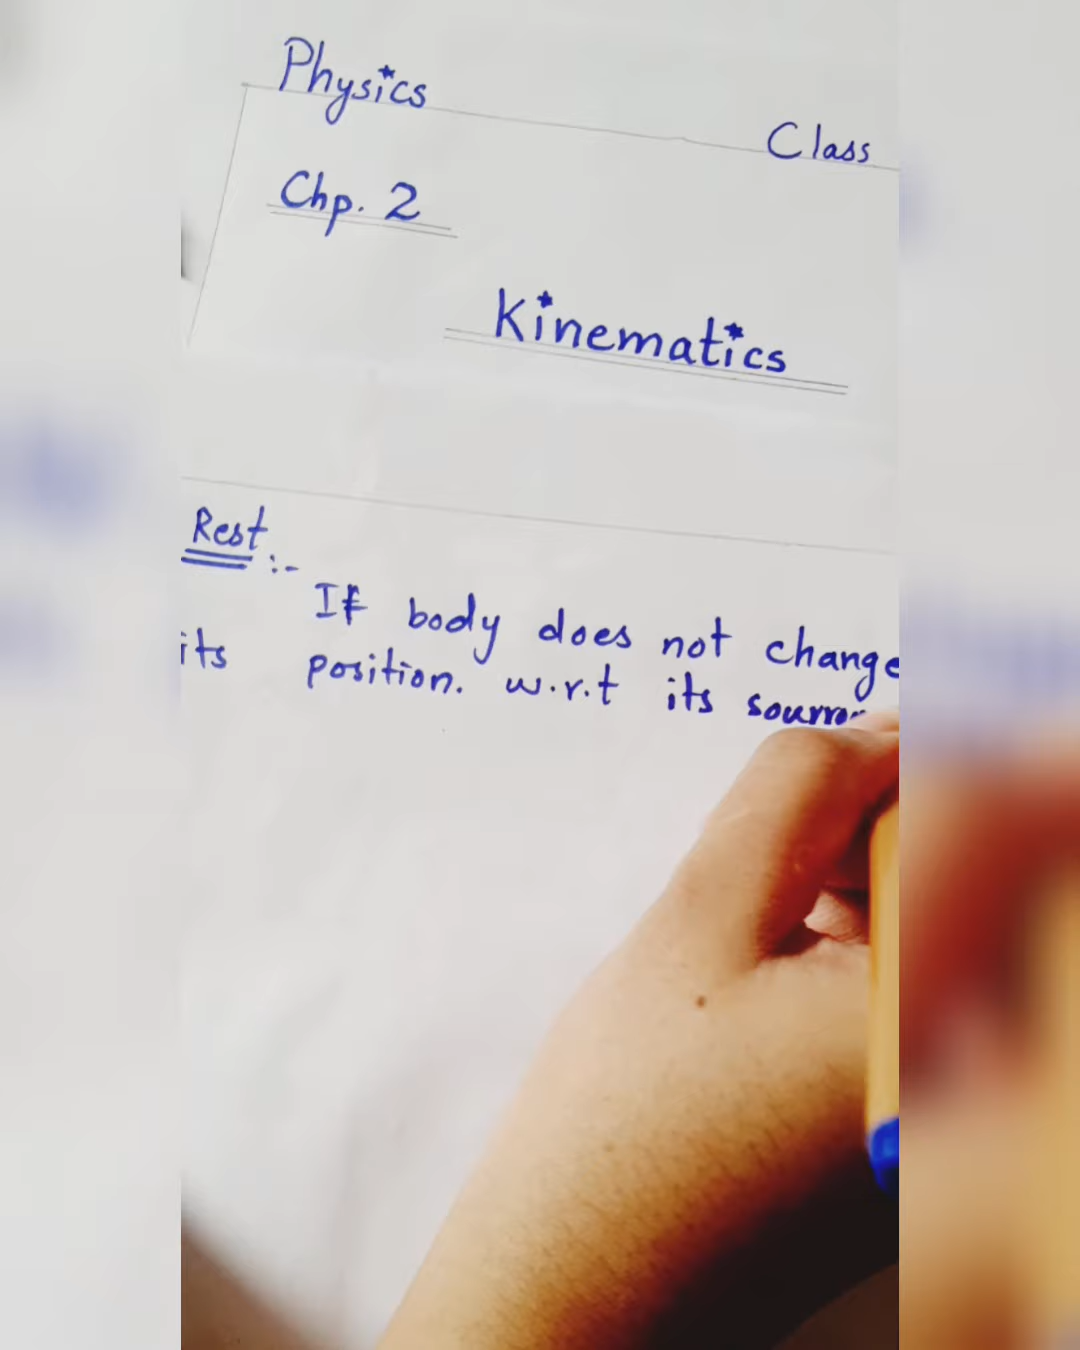 Physics
Class
Chp. 2
Kinematics
Rest :-
If body does not change
its position. w.r.t its